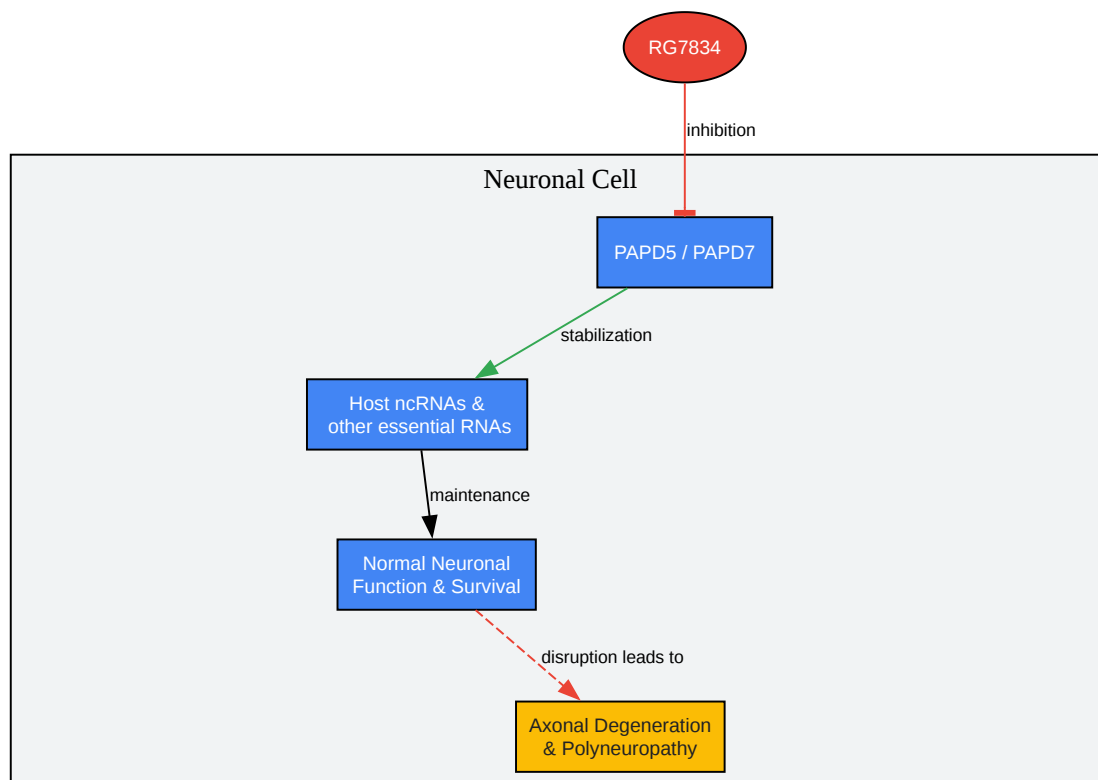 RG7834
inhibition
Neuronal Cell
PAPD5 / PAPD7
stabilization
Host ncRNAs &
other essential RNAs
maintenance
Normal Neuronal
Function & Survival
disruption leads to
Axonal Degeneration
& Polyneuropathy